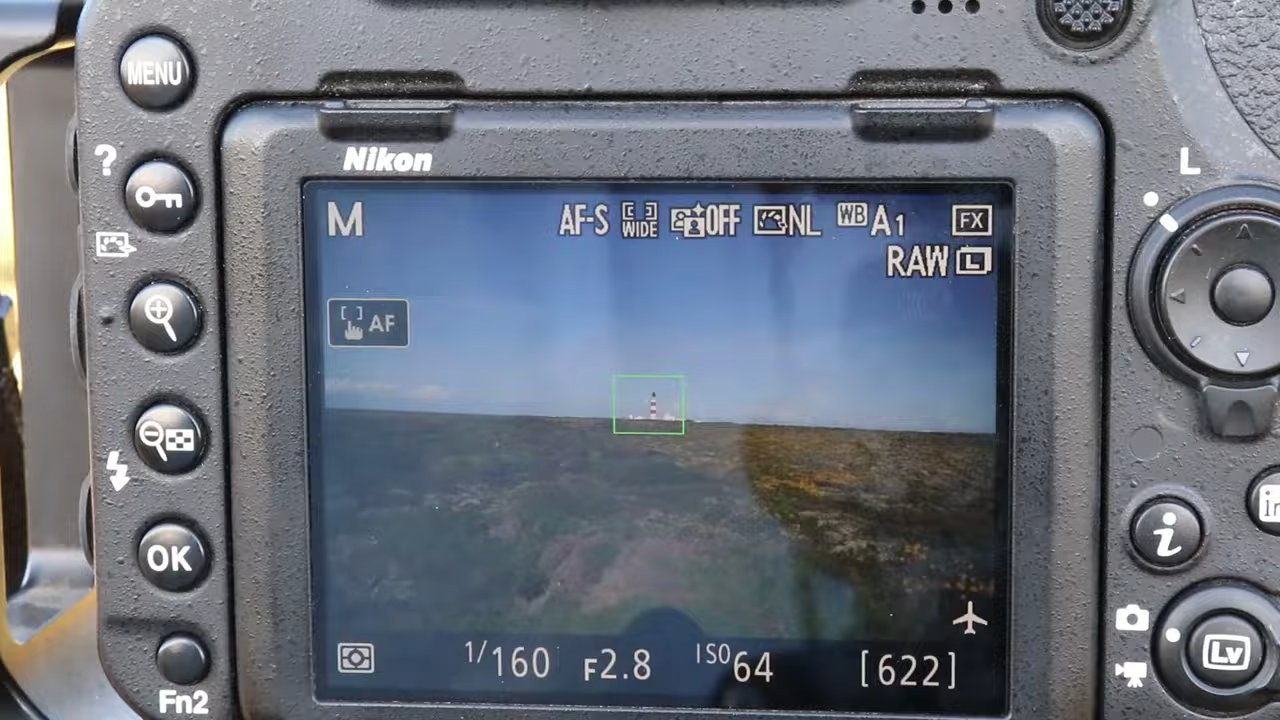 MENU
?
Nikon
L
M
AF-S
WIDE
OFF
NL
WB A1
FX
RAW L
AF
OK
i
1/160
F2.8
ISO 64
[622]
Lv
Fn2